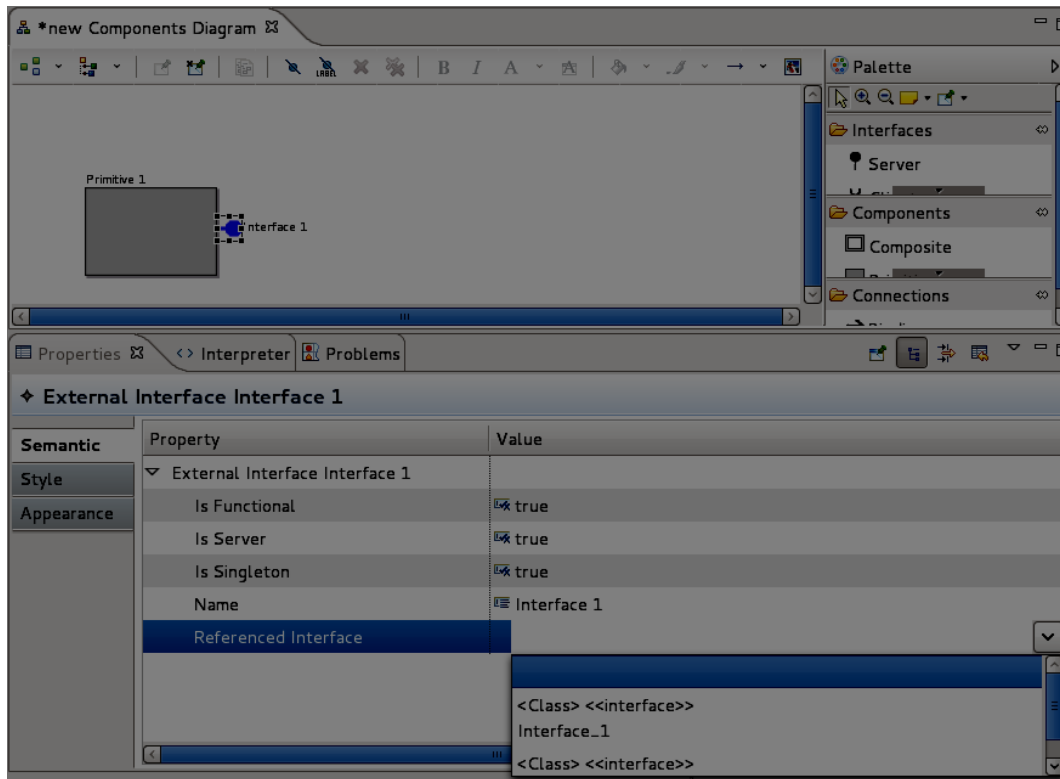 *new Components Diagram
LABEL
B I A A
Palette
Interfaces
Server
Primitive 1
nterface 1
Components
Composite
Connections
Properties
Interpreter
Problems
External Interface Interface 1
Semantic
Style
Appearance
Property Value
External Interface Interface 1
Is Functional true
Is Server true
Is Singleton true
Name Interface 1
Referenced Interface
<Class> <<interface>>
Interface_1
<Class> <<interface>>